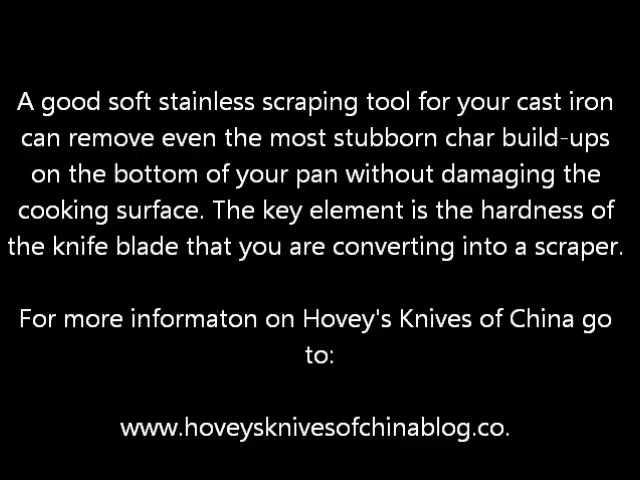 A good soft stainless scraping tool for your cast iron
can remove even the most stubborn char build-ups
on the bottom of your pan without damaging the
cooking surface. The key element is the hardness of
the knife blade that you are converting into a scraper.
For more informaton on Hovey's Knives of China go
to:
www.hoveysknivesofchinablog.co.